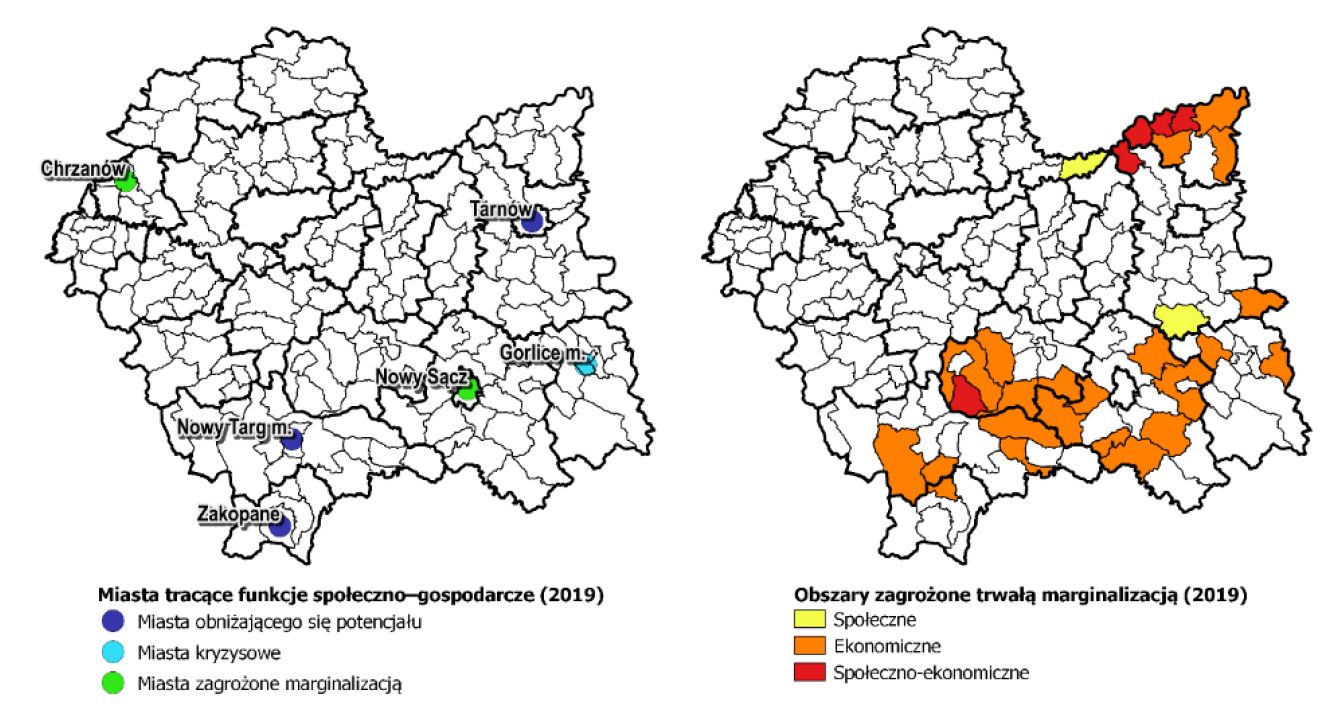 Chrzanów
Tarnów
Gorlice m.
Nowy Sącz
Nowy Targ m.
Zakopane
Miasta tracące funkcje społeczno–gospodarcze (2019)
Miasta obniżającego się potencjału
Miasta kryzysowe
Miasta zagrożone marginalizacją
Obszary zagrożone trwałą marginalizacją (2019)
Społeczne
Ekonomiczne
Społeczno-ekonomiczne